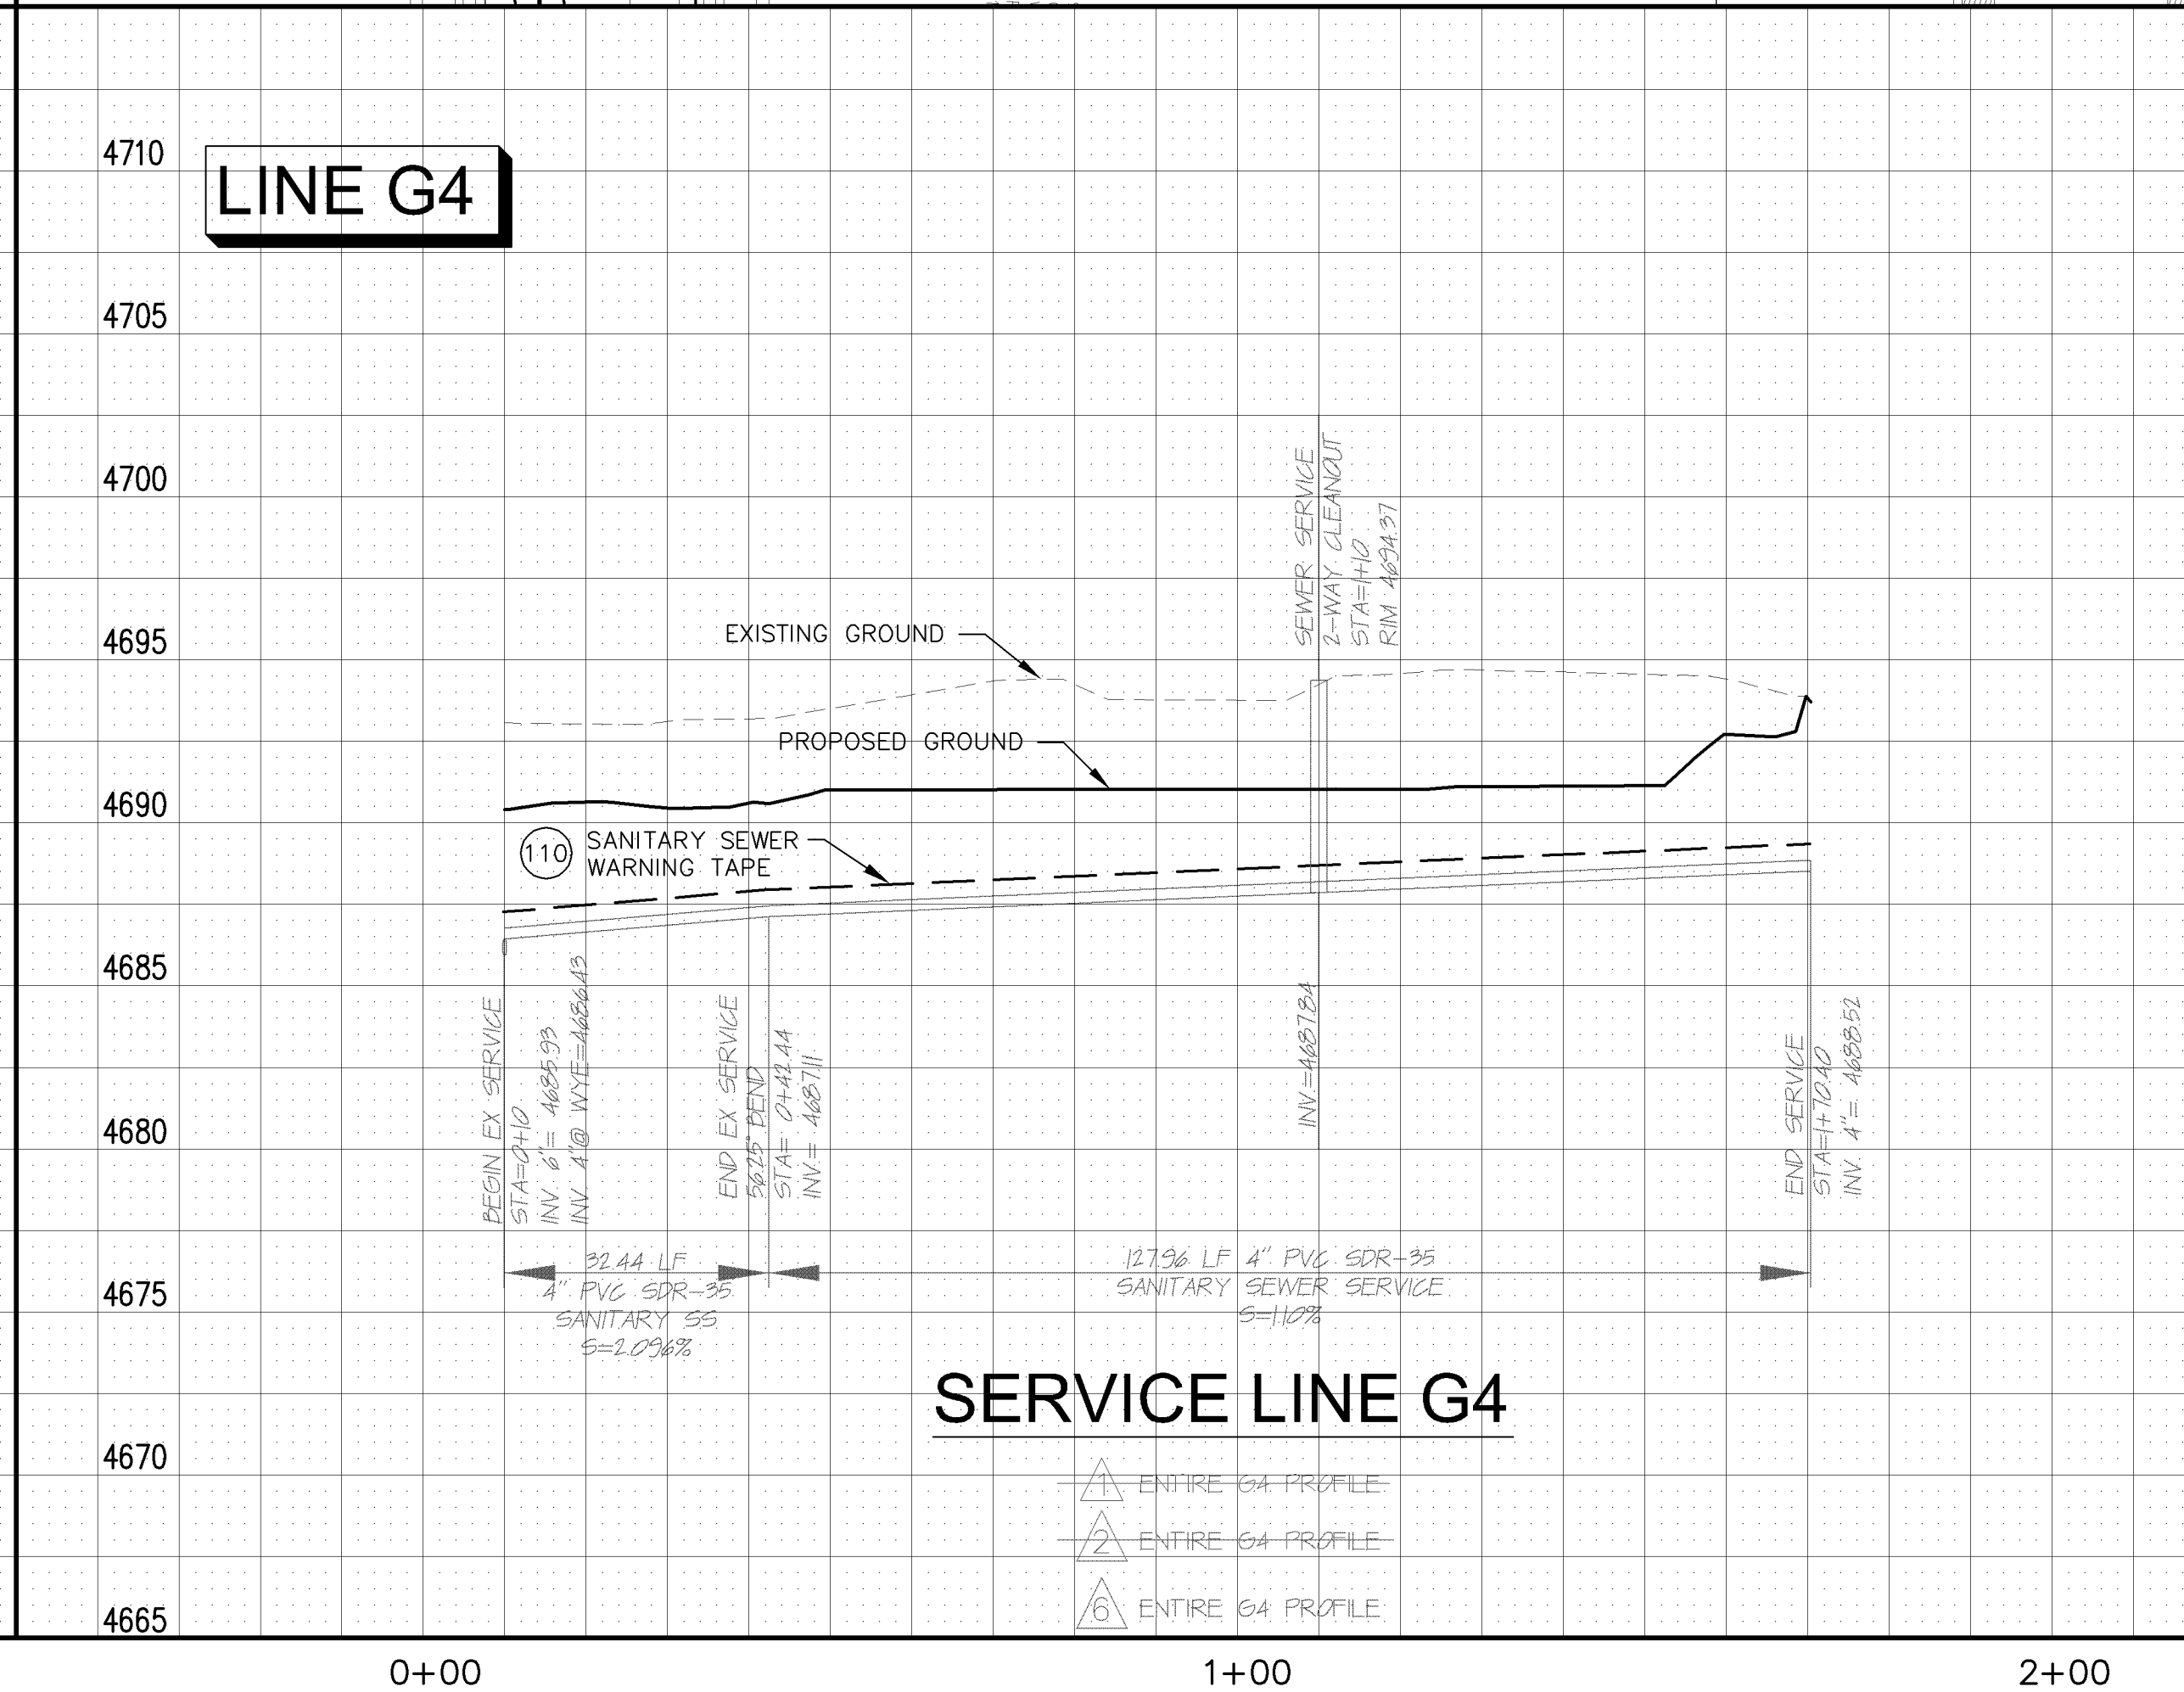 LINE G4
4710
4705
4700
4695
4690
4685
4680
4675
4670
4665
SEWER SERVICE
2-WAY CLEANOUT
STA=1+10
RIM 4694.37
EXISTING GROUND
PROPOSED GROUND
110
SANITARY SEWER
WARNING TAPE
BEGIN EX SERVICE
STA=0+10
INV. 6"= 4685.93
INV. 4"@ WYE=4686.43
END EX SERVICE
56.25° BEND
STA= 0+42.44
INV.= 4687.11
INV.=4687.84
END SERVICE
STA=1+70.40
INV. 4"= 4688.52
32.44 LF
4" PVC SDR-35
SANITARY SS
S=2.096%
127.96 LF 4" PVC SDR-35
SANITARY SEWER SERVICE
S=1.10%
SERVICE LINE G4
1 ENTIRE G4 PROFILE
2 ENTIRE G4 PROFILE
6 ENTIRE G4 PROFILE
0+00
1+00
2+00